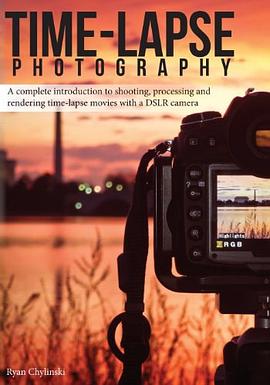 TIME-LAPSE
PHOTOGRAPHY
A complete introduction to shooting, processing and
rendering time-lapse movies with a DSLR camera
Highlights
RGB
Ryan Chylinski